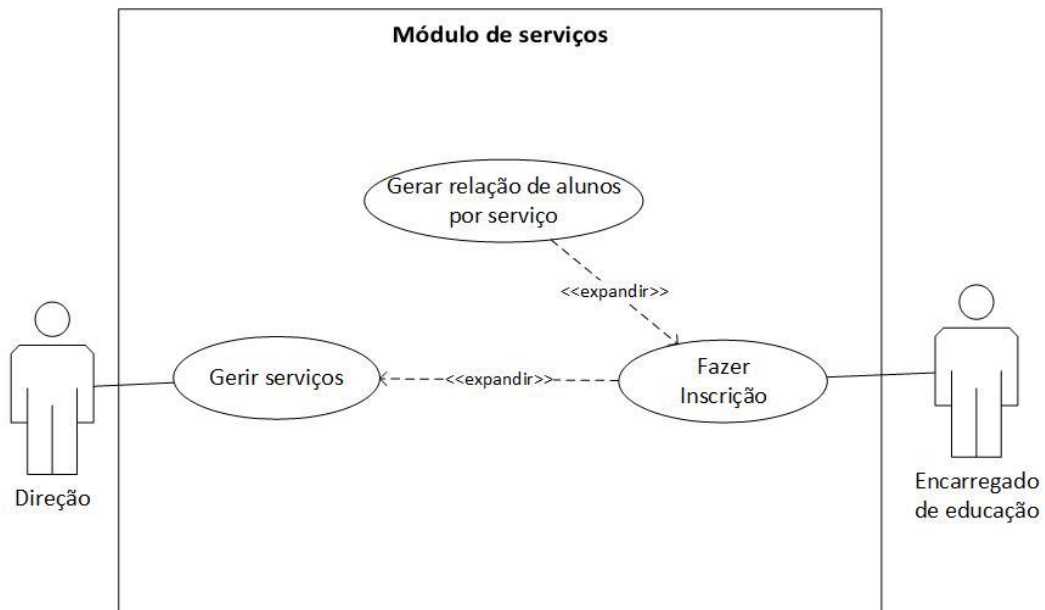 Módulo de serviços
Gerar relação de alunos
por serviço
<<expandir>>
Gerir serviços
<<expandir>>
Fazer
Inscrição
Direção
Encarregado
de educação